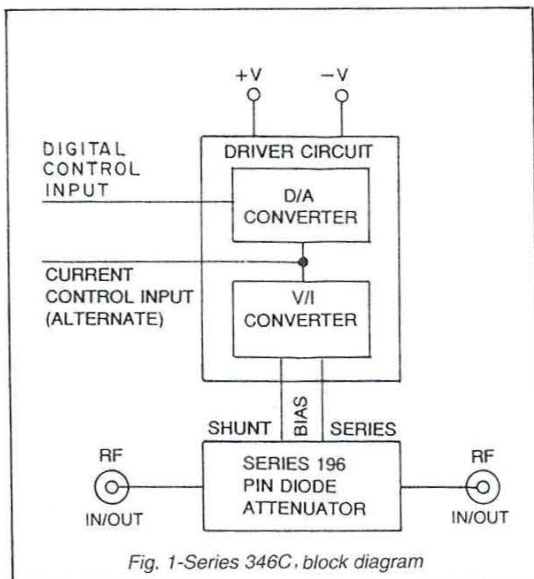 +V
−V
DIGITAL
CONTROL
INPUT
DRIVER CIRCUIT
D/A
CONVERTER
CURRENT
CONTROL INPUT
(ALTERNATE)
V/I
CONVERTER
SHUNT
BIAS
SERIES
RF
IN/OUT
SERIES 196
PIN DIODE
ATTENUATOR
RF
IN/OUT
Fig. 1-Series 346C, block diagram